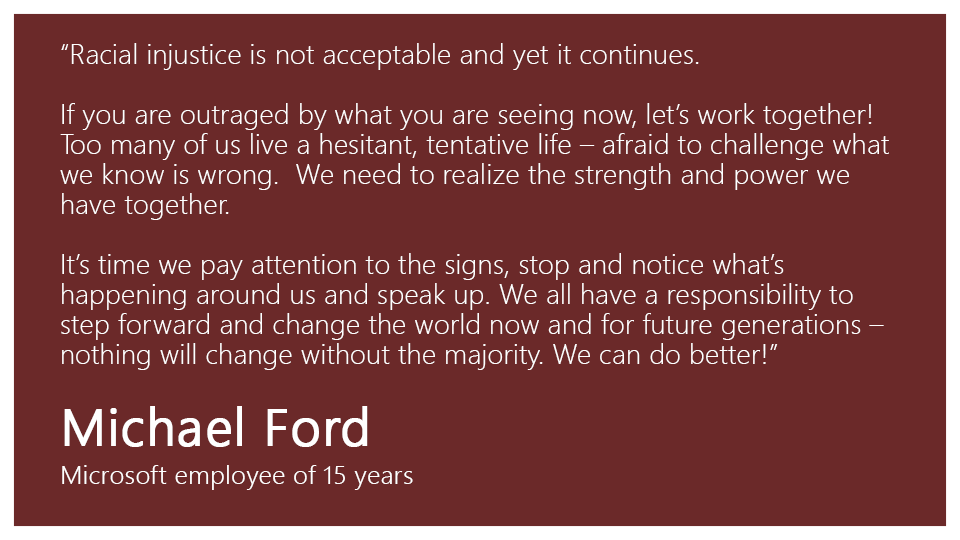 “Racial injustice is not acceptable and yet it continues.
If you are outraged by what you are seeing now, let’s work together!
Too many of us live a hesitant, tentative life – afraid to challenge what
we know is wrong.  We need to realize the strength and power we
have together.
It’s time we pay attention to the signs, stop and notice what’s
happening around us and speak up. We all have a responsibility to
step forward and change the world now and for future generations –
nothing will change without the majority. We can do better!”
Michael Ford
Microsoft employee of 15 years